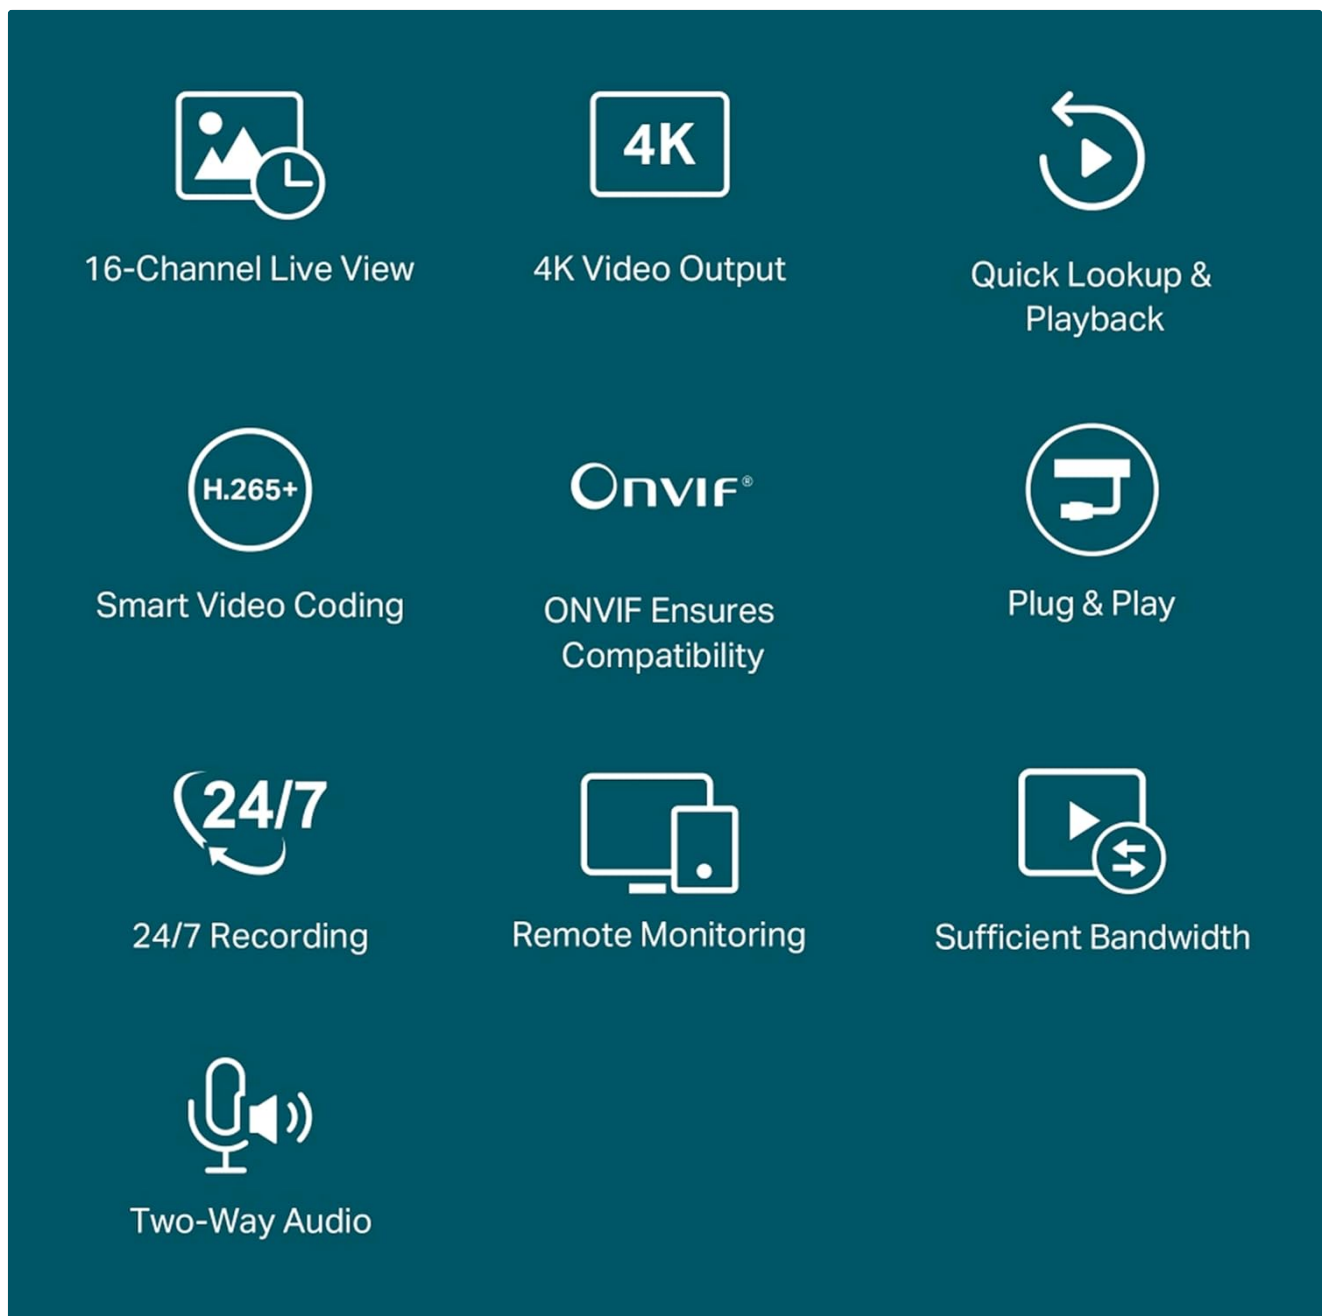 4K
16-Channel Live View
4K Video Output
Quick Lookup &
Playback
H.265+
ONVIF®
Smart Video Coding
ONVIF Ensures
Compatibility
Plug & Play
24/7
24/7 Recording
Remote Monitoring
Sufficient Bandwidth
Two-Way Audio